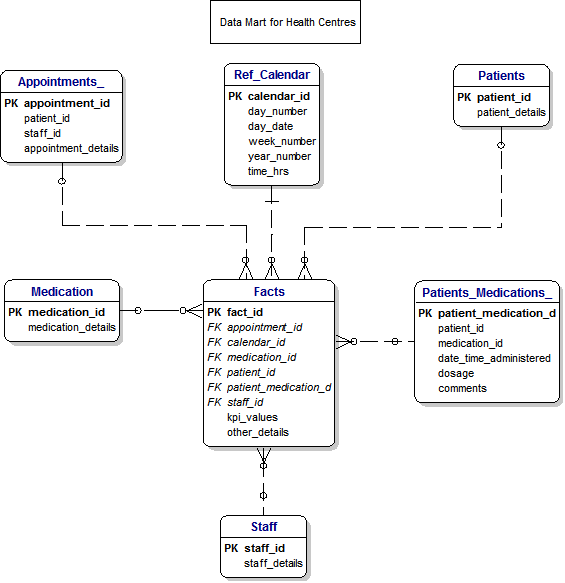 Data Mart for Health Centres
Appointments_
PK appointment_id
patient_id
staff_id
appointment_details
Ref_Calendar
PK calendar_id
day_number
day_date
week_number
year_number
time_hrs
Patients
PK patient_id
patient_details
Medication
PK medication_id
medication_details
Facts
PK fact_id
FK appointment_id
FK calendar_id
FK medication_id
FK patient_id
FK patient_medication_d
FK staff_id
kpi_values
other_details
Patients_Medications_
PK patient_medication_d
patient_id
medication_id
date_time_administered
dosage
comments
Staff
PK staff_id
staff_details